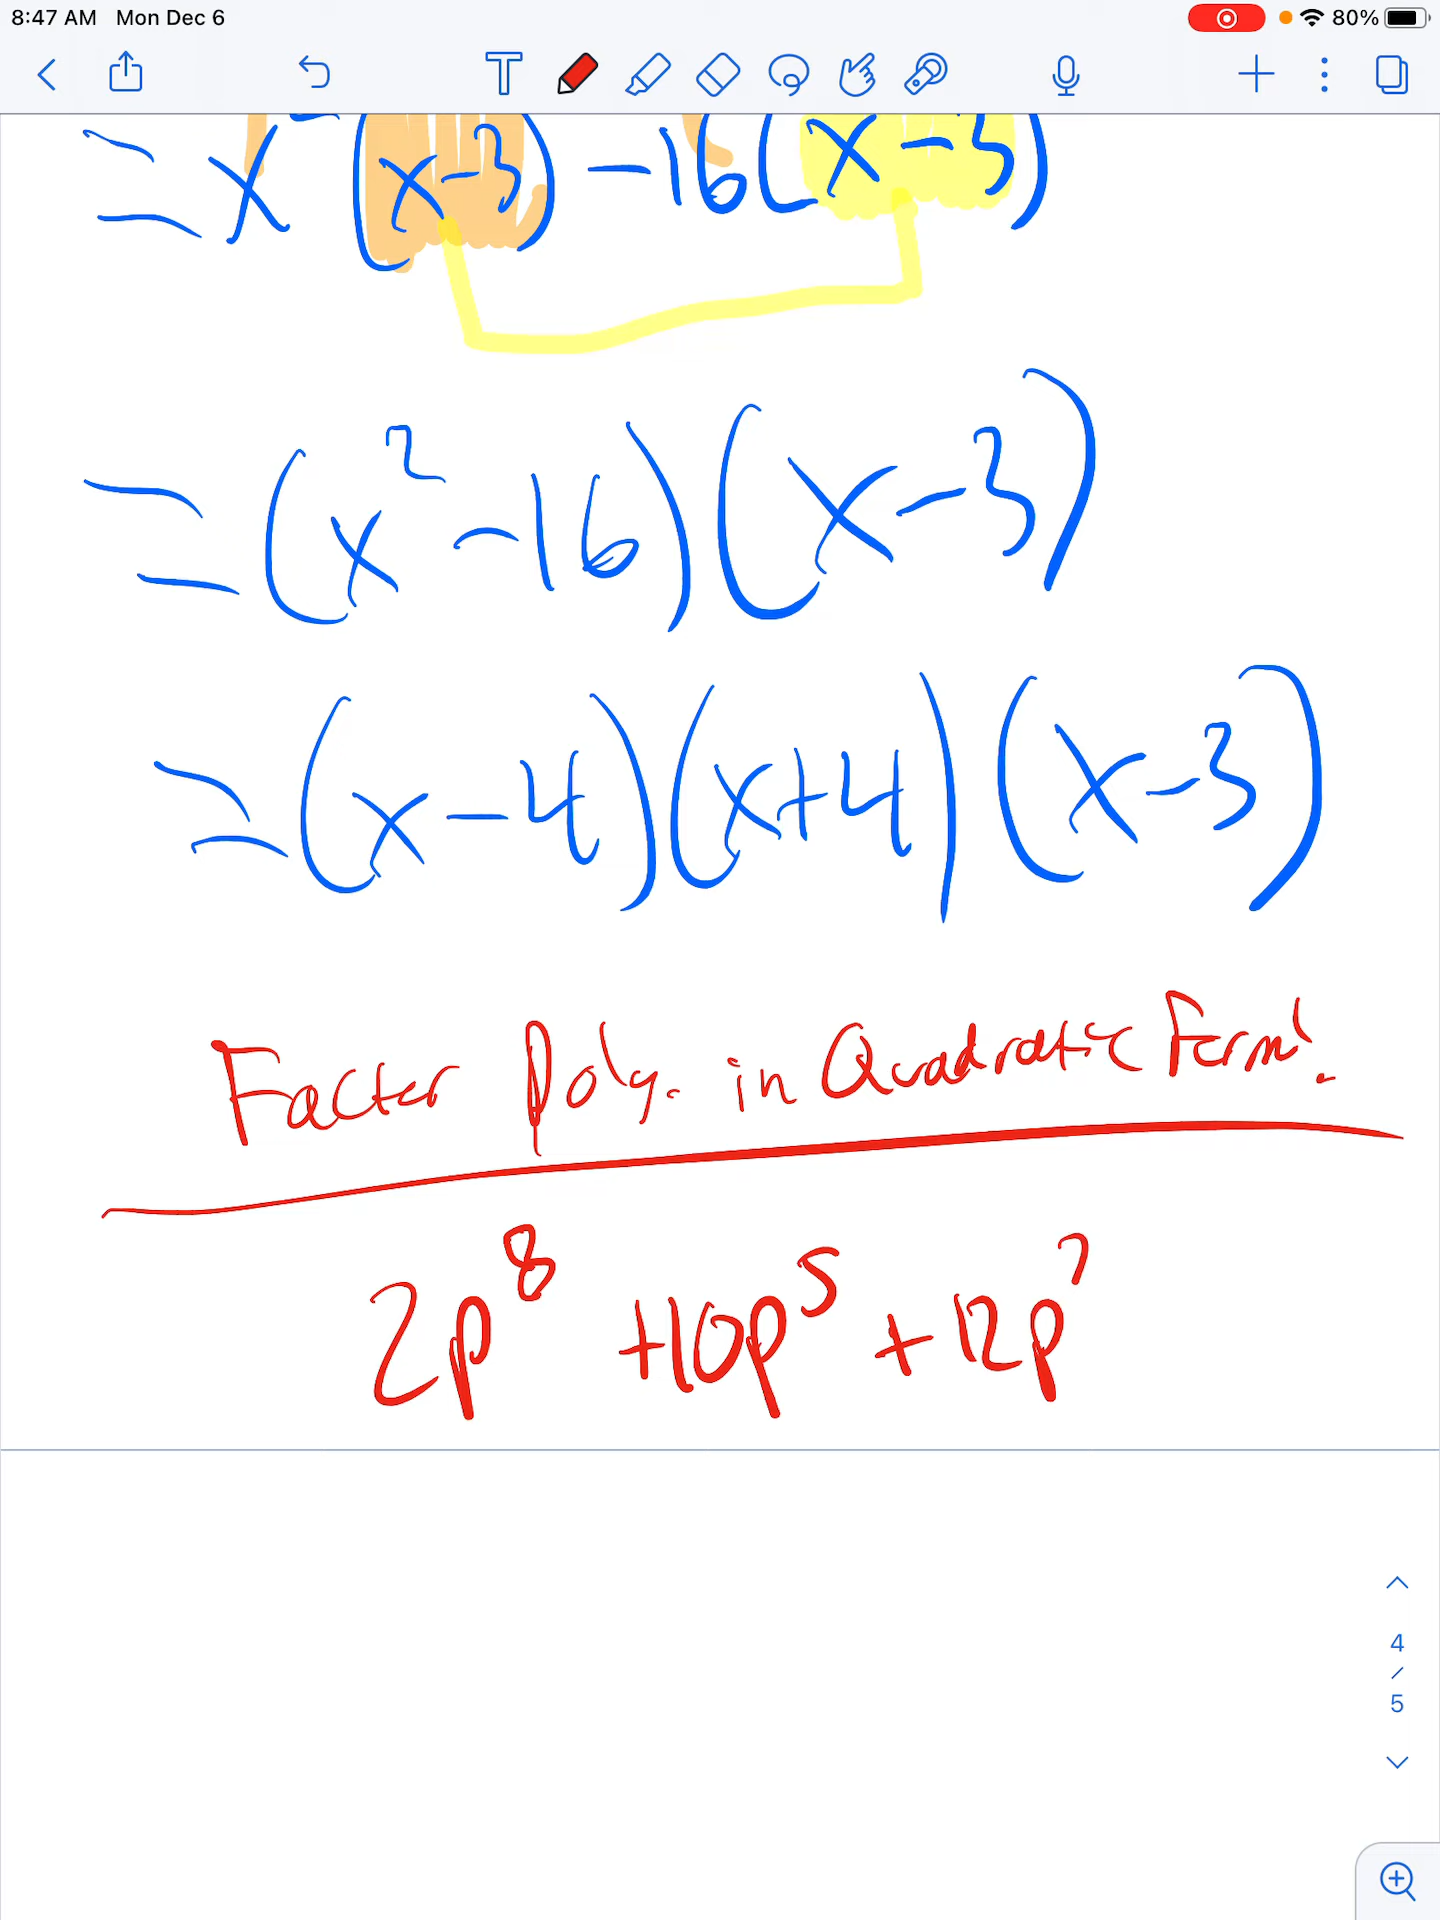 8:47 AM Mon Dec 6 80%
T
= x² (x-3) -16(x-3)
= (x²-16)(x-3)
= (x-4)(x+4)(x-3)
Factor Poly. in Quadratic Form!
2p⁸ +10p⁵ +12p
4
/
5